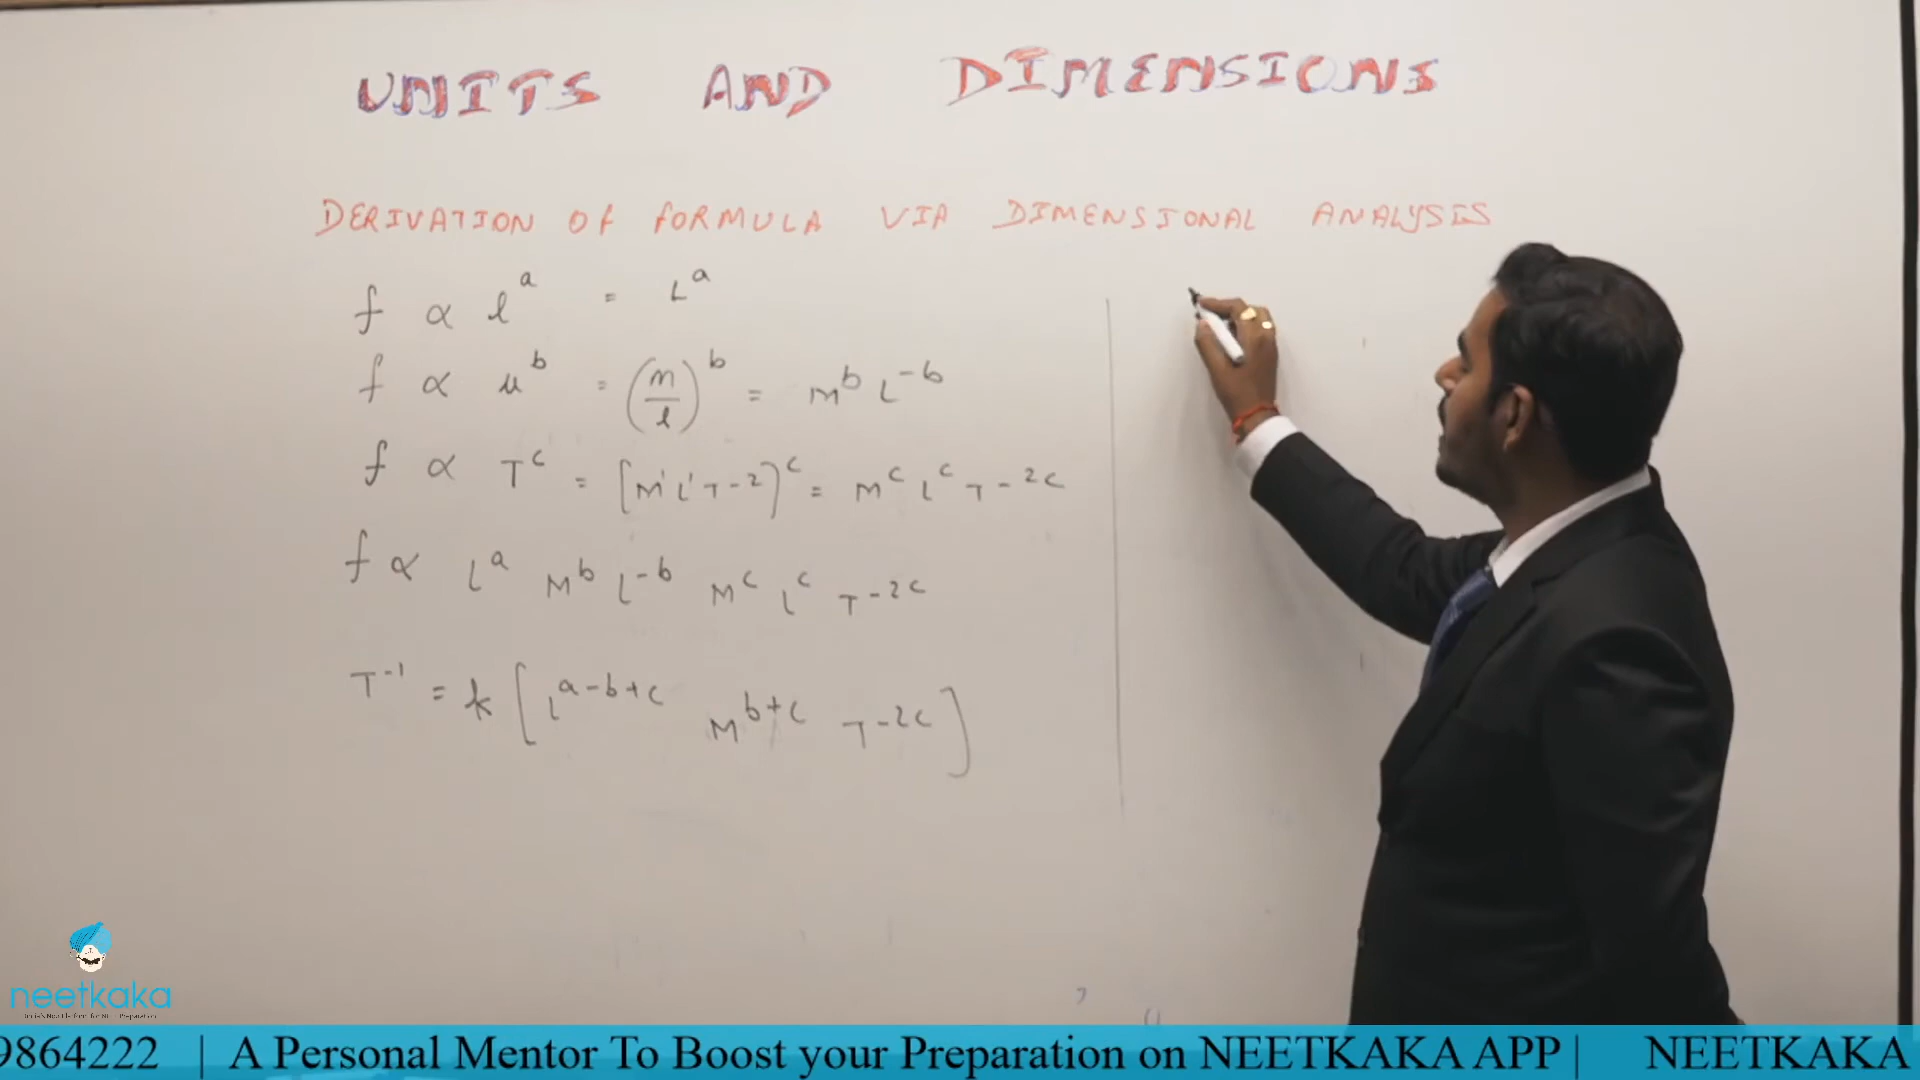 UNITS AND DIMENSIONS
DERIVATION OF FORMULA VIA DIMENSIONAL ANALYSIS
f ∝ l^a = L^a
f ∝ u^b = (m/l)^b = M^b L^-b
f ∝ T^c = [M^1 L^1 T^-2]^c = M^c L^c T^-2c
f ∝ L^a M^b L^-b M^c L^c T^-2c
T^-1 = k [L^a-b+c M^b+c T^-2c]
neetkaka
9864222 | A Personal Mentor To Boost your Preparation on NEETKAKA APP | NEETKAKA